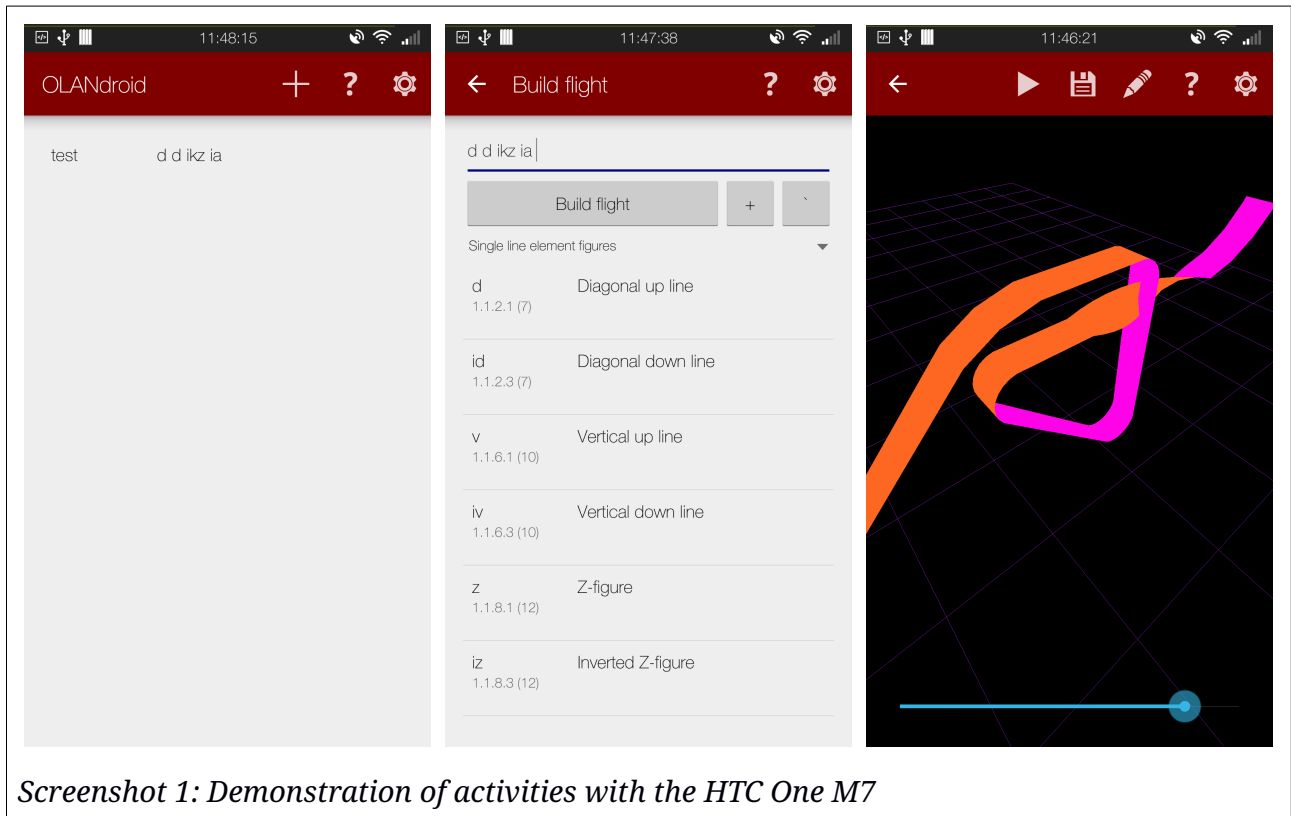 11:48:15
OLANdroid
?
test d d ikz ia
11:47:38
Build flight
?
d d ikz ia
Build flight + `
Single line element figures
d Diagonal up line
1.1.2.1 (7)
id Diagonal down line
1.1.2.3 (7)
v Vertical up line
1.1.6.1 (10)
iv Vertical down line
1.1.6.3 (10)
z Z-figure
1.1.8.1 (12)
iz Inverted Z-figure
1.1.8.3 (12)
11:46:21
?
Screenshot 1: Demonstration of activities with the HTC One M7